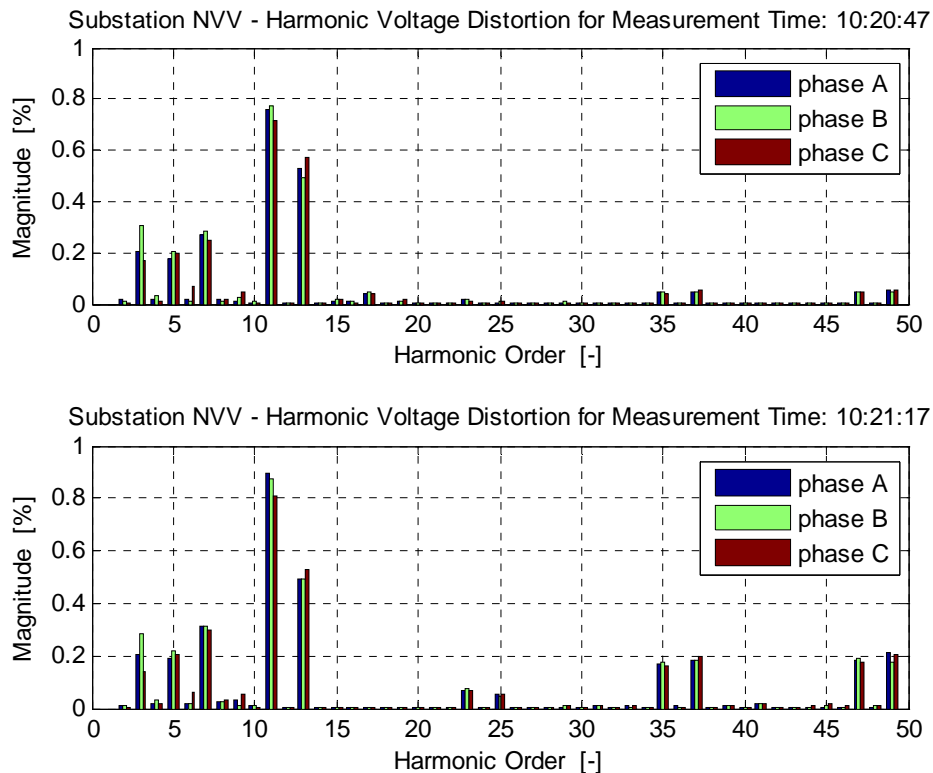 Substation NVV - Harmonic Voltage Distortion for Measurement Time: 10:20:47
Magnitude [%]
1
0.8
0.6
0.4
0.2
0
phase A
phase B
phase C
0 5 10 15 20 25 30 35 40 45 50
Harmonic Order [-]
Substation NVV - Harmonic Voltage Distortion for Measurement Time: 10:21:17
Magnitude [%]
1
0.8
0.6
0.4
0.2
0
phase A
phase B
phase C
0 5 10 15 20 25 30 35 40 45 50
Harmonic Order [-]